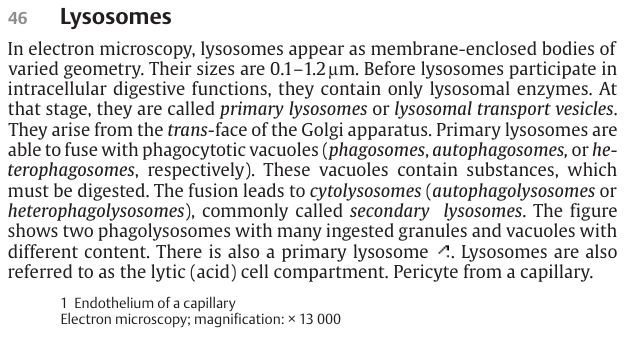 46 Lysosomes
In electron microscopy, lysosomes appear as membrane-enclosed bodies of
varied geometry. Their sizes are 0.1–1.2 µm. Before lysosomes participate in
intracellular digestive functions, they contain only lysosomal enzymes. At
that stage, they are called primary lysosomes or lysosomal transport vesicles.
They arise from the trans-face of the Golgi apparatus. Primary lysosomes are
able to fuse with phagocytotic vacuoles (phagosomes, autophagosomes, or he-
terophagosomes, respectively). These vacuoles contain substances, which
must be digested. The fusion leads to cytolysosomes (autophagolysosomes or
heterophagolysosomes), commonly called secondary lysosomes. The figure
shows two phagolysosomes with many ingested granules and vacuoles with
different content. There is also a primary lysosome ↖. Lysosomes are also
referred to as the lytic (acid) cell compartment. Pericyte from a capillary.
1 Endothelium of a capillary
Electron microscopy; magnification: × 13 000